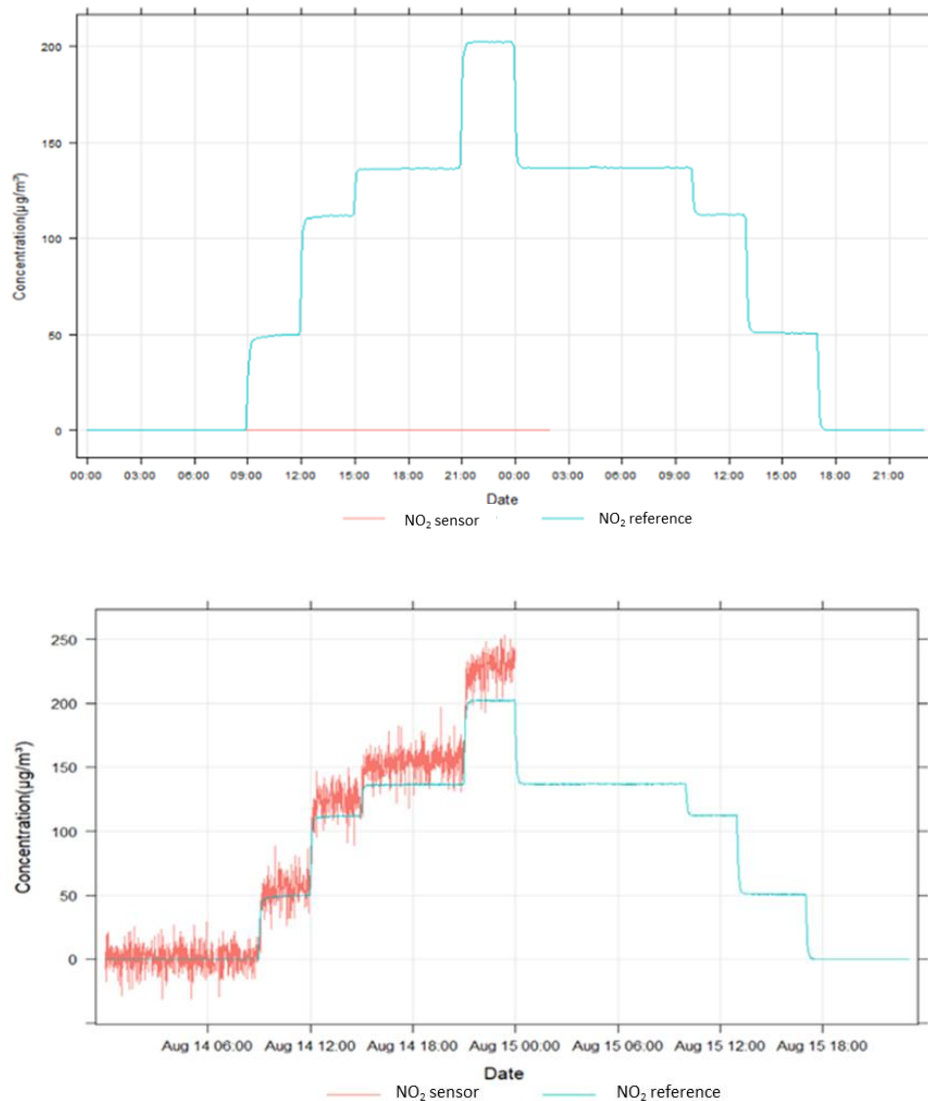 200
150
100
50
0
Concentration(µg/m³)
00:00 03:00 06:00 09:00 12:00 15:00 18:00 21:00 00:00 03:00 06:00 09:00 12:00 15:00 18:00 21:00
Date
NO₂ sensor NO₂ reference
250
200
150
100
50
0
Concentration(µg/m³)
Aug 14 06:00 Aug 14 12:00 Aug 14 18:00 Aug 15 00:00 Aug 15 06:00 Aug 15 12:00 Aug 15 18:00
Date
NO₂ sensor NO₂ reference